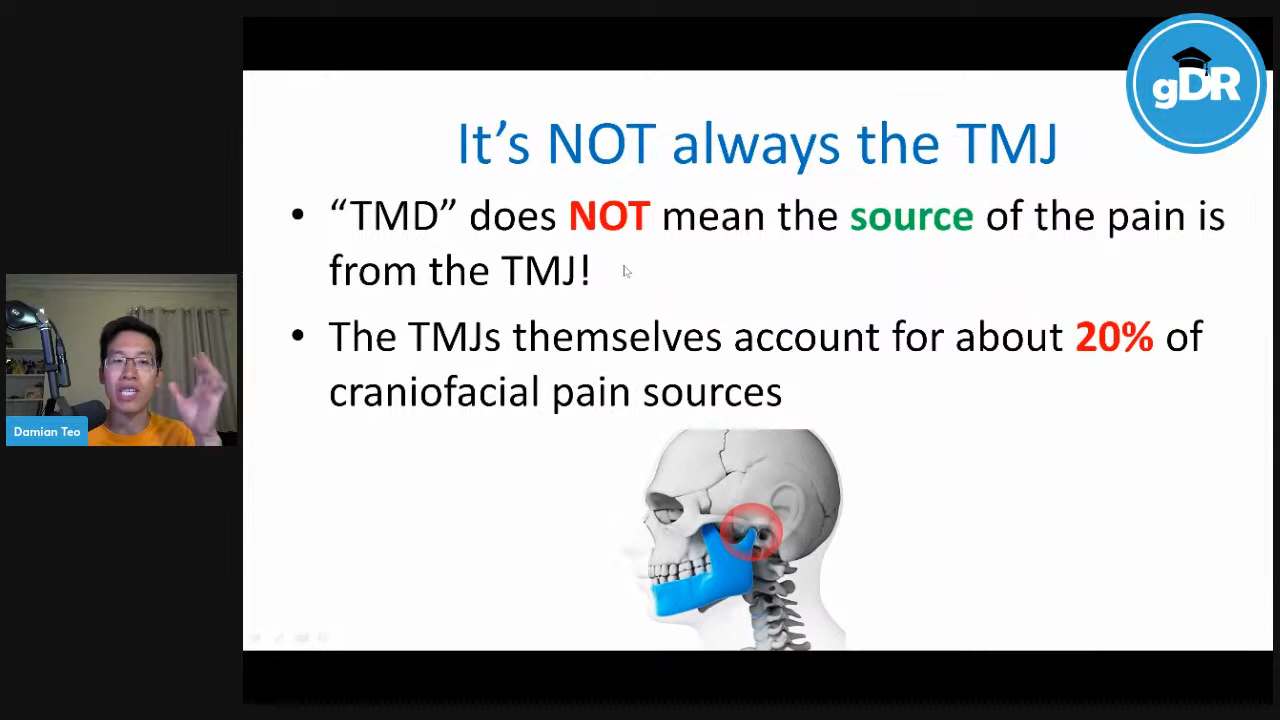 gDR
It's NOT always the TMJ
• “TMD” does NOT mean the source of the pain is
from the TMJ!
• The TMJs themselves account for about 20% of
craniofacial pain sources
Damian Teo